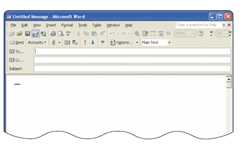 Untitled Message - Microsoft Word
File Edit View Insert Format Tools Table Window Help Type a question for help
Send Accounts Options... Plain Text
To...
Cc...
Subject: